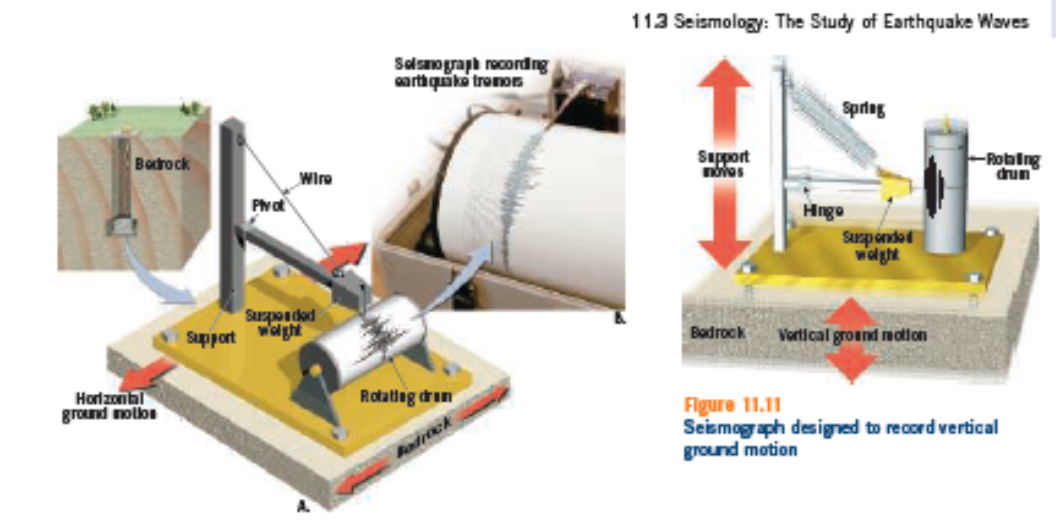 11.3 Seismology: The Study of Earthquake Waves
Seismograph recording
earthquake tremors
Bedrock
Wire
Pivot
Support
Suspended
weight
Horizontal
ground motion
Rotating drum
Bedrock
A.
B.
Support
moves
Spring
Rotating
drum
Hinge
Suspended
weight
Bedrock
Vertical ground motion
Figure 11.11
Seismograph designed to record vertical
ground motion